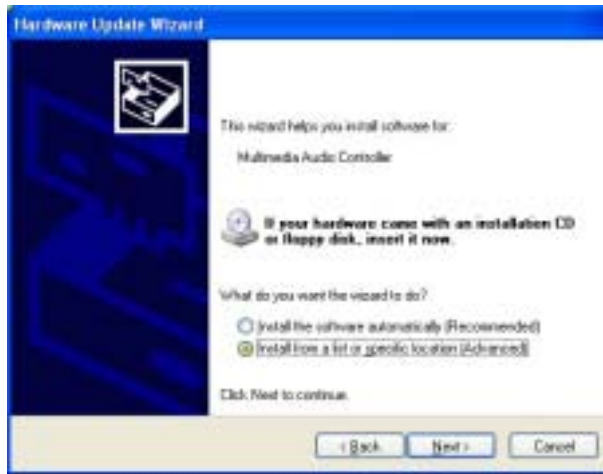 Hardware Update Wizard
This wizard helps you install software for:
Multimedia Audio Controller
If your hardware came with an installation CD
or floppy disk, insert it now.
What do you want the wizard to do?
Install the software automatically (Recommended)
Install from a list or specific location (Advanced)
Click Next to continue.
< Back
Next >
Cancel